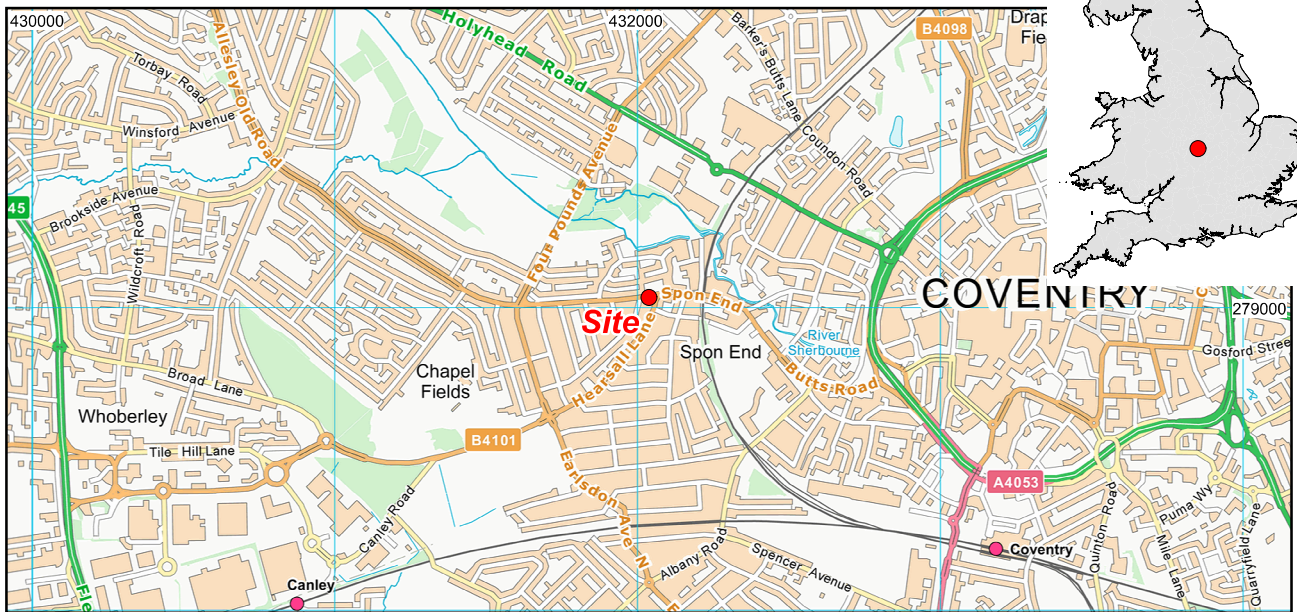 430000
432000
Holyhead Road
Barker's Butts Lane
B4098
Drap
Fie
Allesley Old Road
Torbay Road
Winsford Avenue
Coundon Road
Four Pounds Avenue
Brookside Avenue
45
Wildcroft Road
COVENTRY
C
279000
Spon End
Site
Hearsall Lane
River
Sherbourne
Spon End
Gosford Stree
Chapel
Fields
Broad Lane
Butts Road
Whoberley
B4101
Tile Hill Lane
Earlsdon Ave N
A4053
Canley Road
Quinton Road
Puma Wy
Mile Lane
Quarryfield Lane
Coventry
Albany Road
Spencer Avenue
Canley
Fle
E